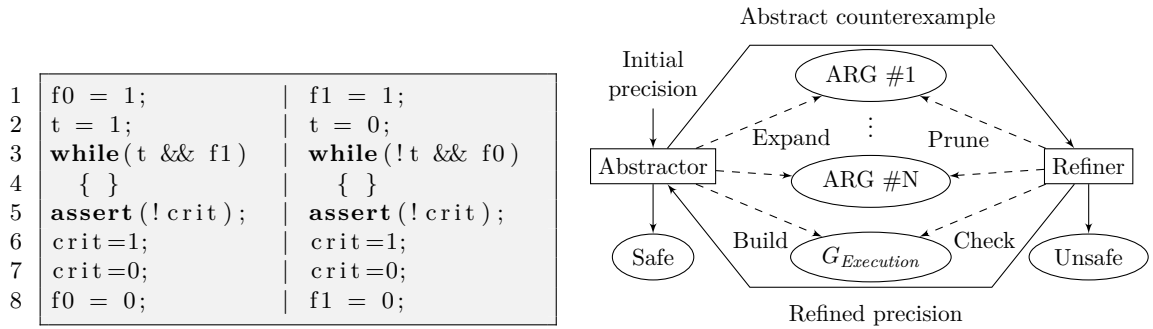 1 f0 = 1; | f1 = 1;
2 t = 1; | t = 0;
3 while(t && f1) | while(!t && f0)
4 { } | { }
5 assert(!crit); | assert(!crit);
6 crit=1; | crit=1;
7 crit=0; | crit=0;
8 f0 = 0; | f1 = 0;
Abstract counterexample
Initial
precision
ARG #1
Expand
⋮
Prune
Abstractor
ARG #N
Refiner
Build
Check
Safe
G_Execution
Unsafe
Refined precision